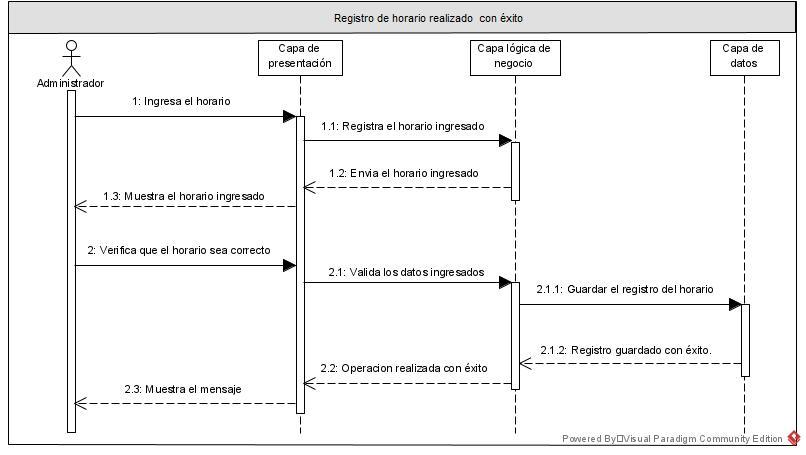 Registro de horario realizado con éxito
Administrador
Capa de
presentación
Capa lógica de
negocio
Capa de
datos
1: Ingresa el horario
1.1: Registra el horario ingresado
1.2: Envia el horario ingresado
1.3: Muestra el horario ingresado
2: Verifica que el horario sea correcto
2.1: Valida los datos ingresados
2.1.1: Guardar el registro del horario
2.1.2: Registro guardado con éxito.
2.2: Operacion realizada con éxito
2.3: Muestra el mensaje
Powered By□Visual Paradigm Community Edition